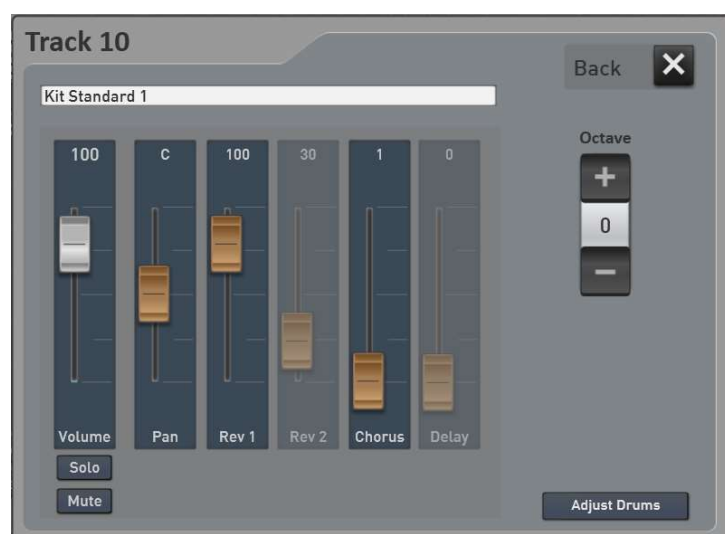 Track 10
Back
Kit Standard 1
Octave
100 C 100 30 1 0
+
0
−
Volume Pan Rev 1 Rev 2 Chorus Delay
Solo
Mute
Adjust Drums